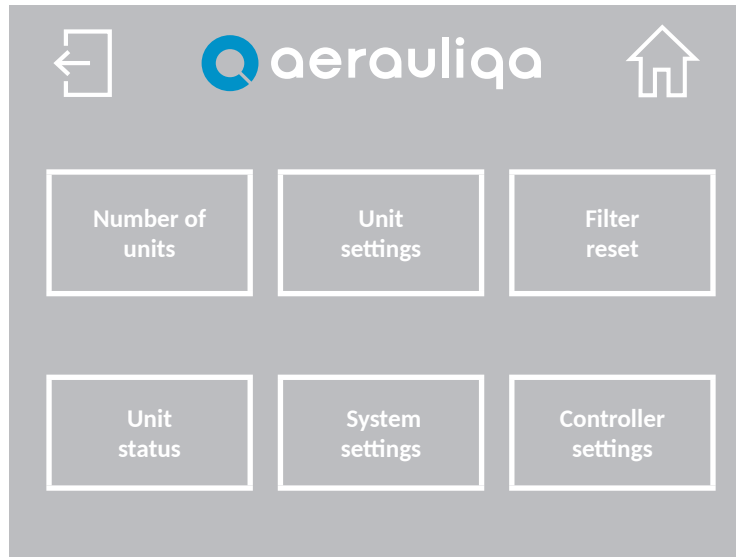 aerauliqa
Number of
units
Unit
settings
Filter
reset
Unit
status
System
settings
Controller
settings